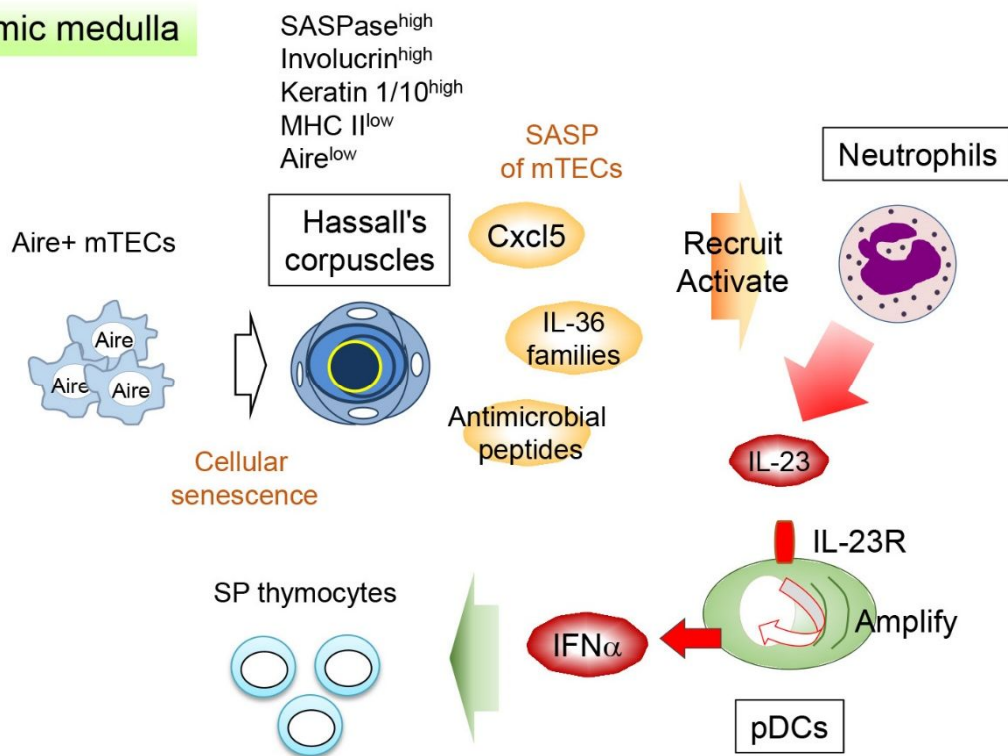 mic medulla
SASPase^high
Involucrin^high
Keratin 1/10^high
MHC II^low
Aire^low
SASP
of mTECs
Neutrophils
Aire+ mTECs
Hassall's
corpuscles
Cxcl5
Recruit
Activate
Aire
Aire
Aire
IL-36
families
Antimicrobial
peptides
Cellular
senescence
IL-23
IL-23R
SP thymocytes
Amplify
IFNα
pDCs